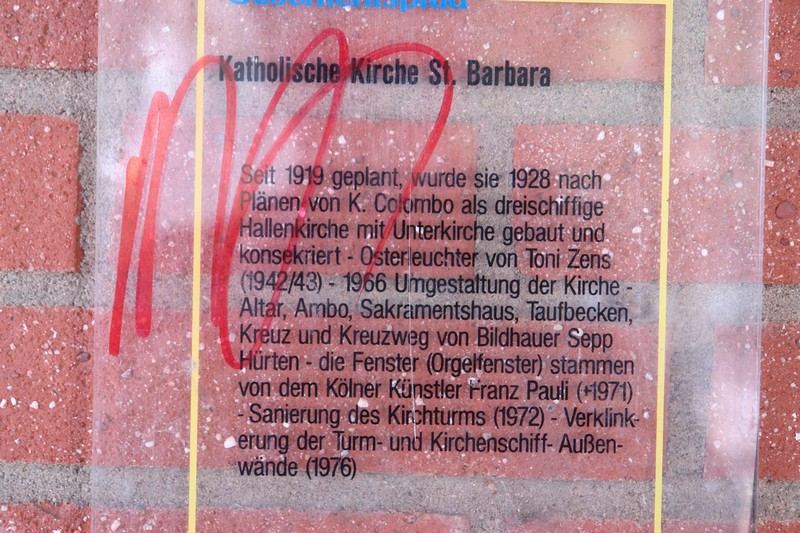 Geschichtspfad
Katholische Kirche St. Barbara
Seit 1919 geplant, wurde sie 1928 nach
Plänen von K. Colombo als dreischiffige
Hallenkirche mit Unterkirche gebaut und
konsekriert - Osterleuchter von Toni Zens
(1942/43) - 1966 Umgestaltung der Kirche -
Altar, Ambo, Sakramentshaus, Taufbecken,
Kreuz und Kreuzweg von Bildhauer Sepp
Hürten - die Fenster (Orgelfenster) stammen
von dem Kölner Künstler Franz Pauli (+1971)
- Sanierung des Kirchturms (1972) - Verklink-
erung der Turm- und Kirchenschiff- Außen-
wände (1976)